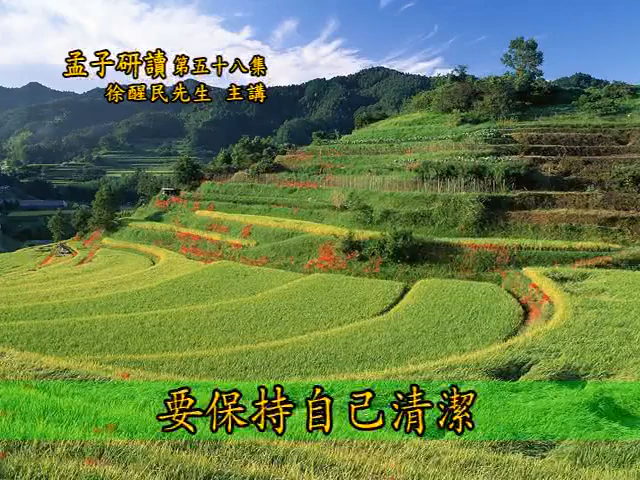 孟子研讀 第五十八集
徐醒民先生 主講
要保持自己清潔